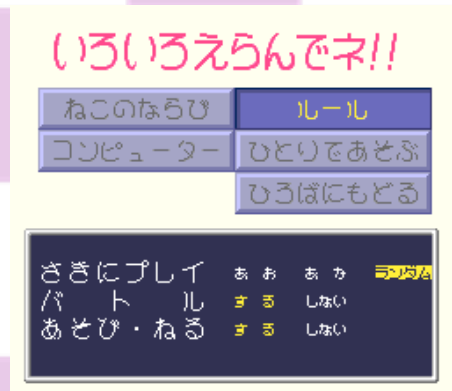 いろいろえらんでネ!!
ねこのならび ルール
コンピューター ひとりであそぶ
ひろばにもどる
さきにプレイ あお あか ランダム
バトル する しない
あそび・ねる する しない